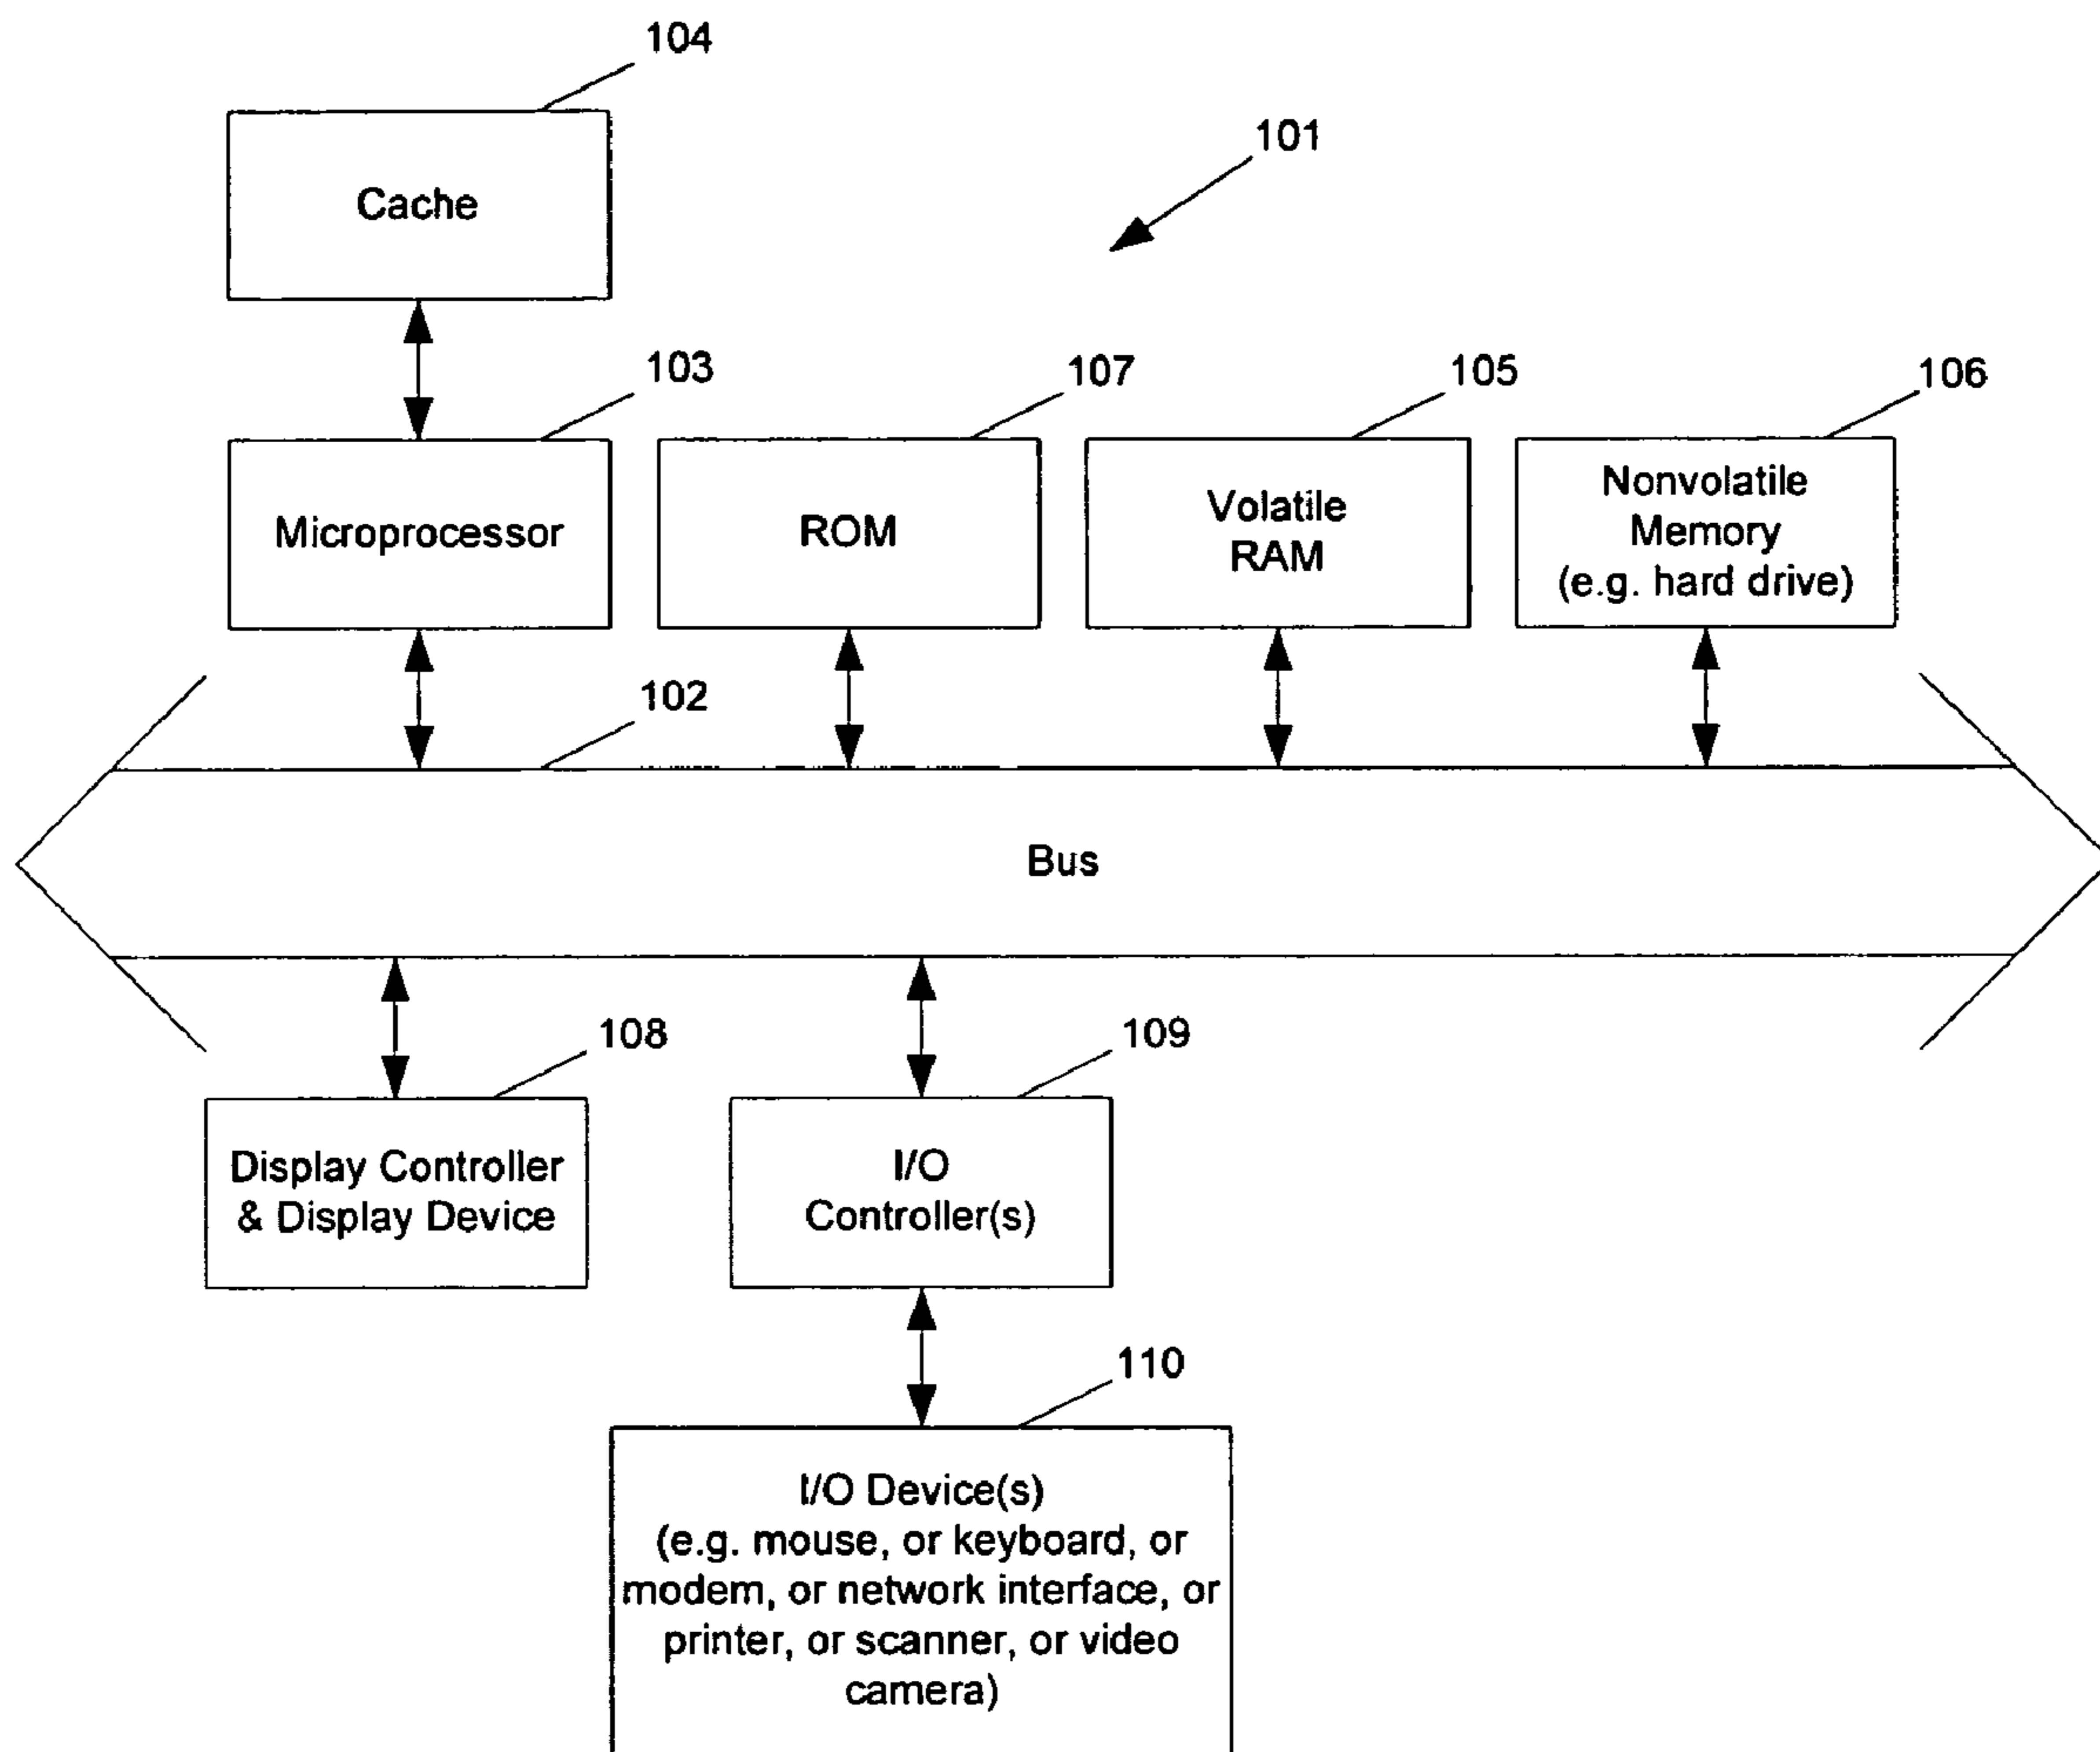 104
Cache
101
103
107
105
106
Microprocessor
ROM
Volatile
RAM
Nonvolatile
Memory
(e.g. hard drive)
102
Bus
108
109
Display Controller
& Display Device
I/O
Controller(s)
110
I/O Device(s)
(e.g. mouse, or keyboard, or
modem, or network interface, or
printer, or scanner, or video
camera)